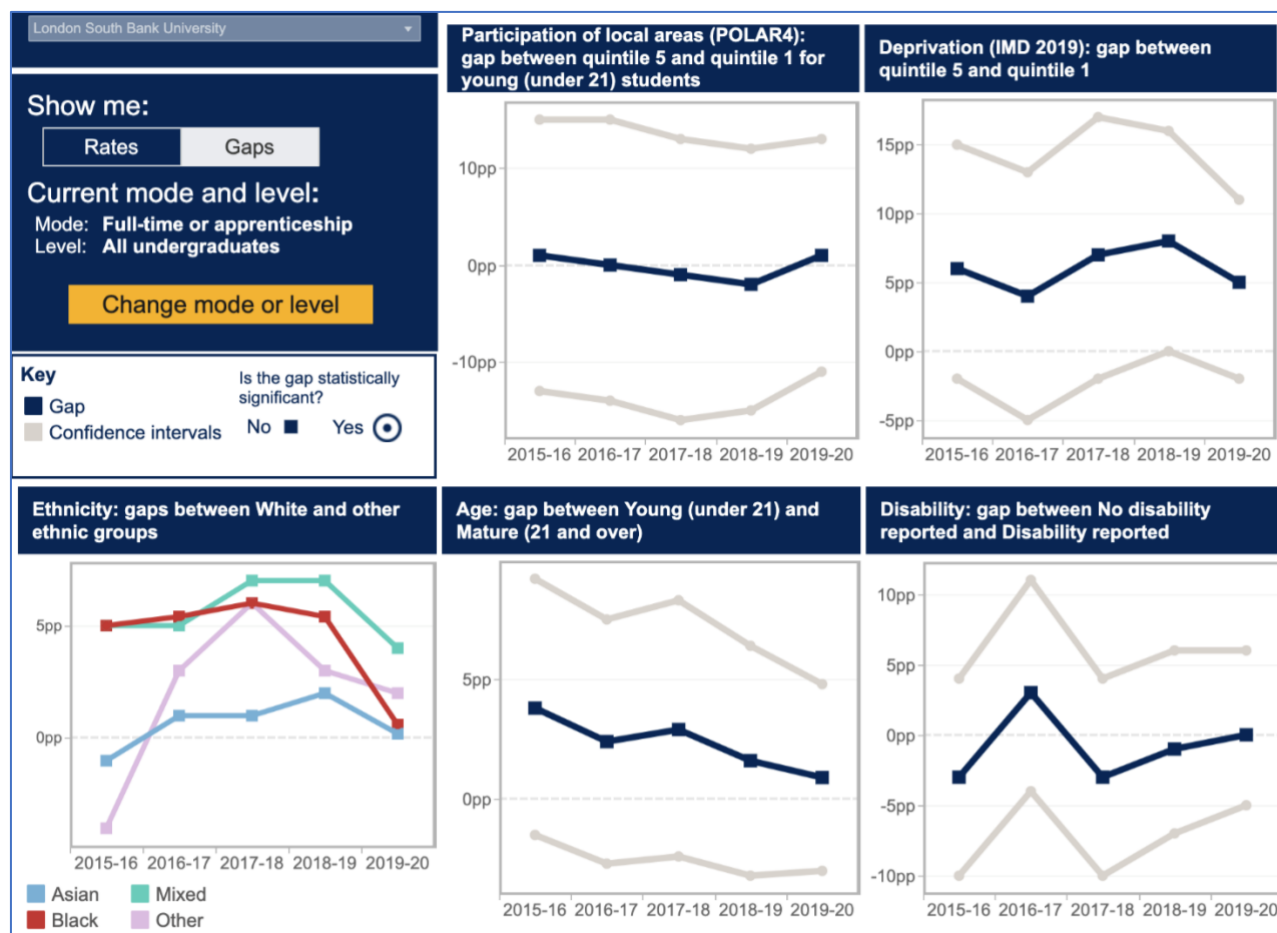 London South Bank University
Show me:
Rates Gaps
Current mode and level:
Mode: Full-time or apprenticeship
Level: All undergraduates
Change mode or level
Key
Is the gap statistically
significant?
Gap
Confidence intervals
No Yes
Participation of local areas (POLAR4):
gap between quintile 5 and quintile 1 for
young (under 21) students
10pp
0pp
-10pp
2015-16 2016-17 2017-18 2018-19 2019-20
Deprivation (IMD 2019): gap between
quintile 5 and quintile 1
15pp
10pp
5pp
0pp
-5pp
2015-16 2016-17 2017-18 2018-19 2019-20
Ethnicity: gaps between White and other
ethnic groups
5pp
0pp
2015-16 2016-17 2017-18 2018-19 2019-20
Asian Mixed
Black Other
Age: gap between Young (under 21) and
Mature (21 and over)
5pp
0pp
2015-16 2016-17 2017-18 2018-19 2019-20
Disability: gap between No disability
reported and Disability reported
10pp
5pp
0pp
-5pp
-10pp
2015-16 2016-17 2017-18 2018-19 2019-20